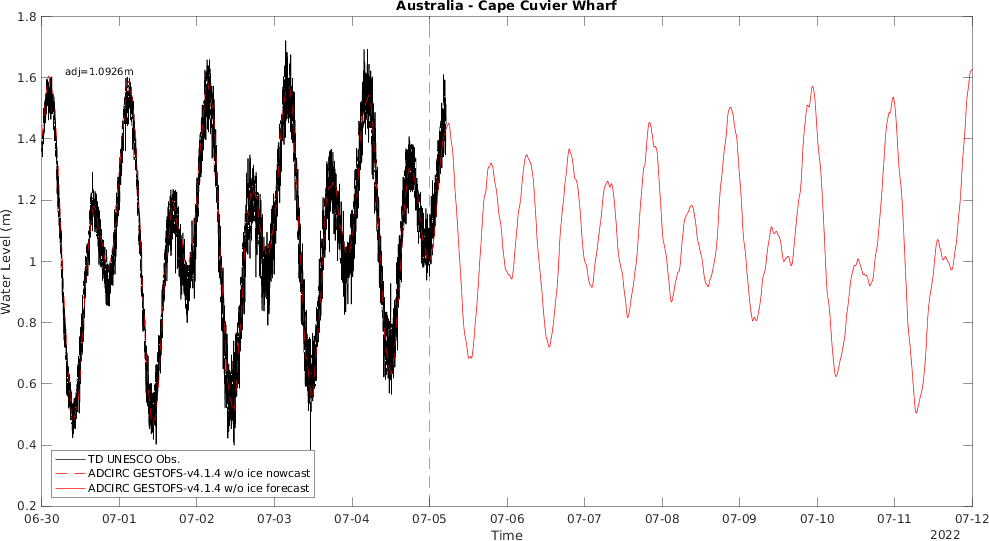 Australia - Cape Cuvier Wharf
1.8
1.6
1.4
1.2
1
0.8
0.6
0.4
0.2
Water Level (m)
adj=1.0926m
TD UNESCO Obs.
ADCIRC GESTOFS-v4.1.4 w/o ice nowcast
ADCIRC GESTOFS-v4.1.4 w/o ice forecast
06-30 07-01 07-02 07-03 07-04 07-05 07-06 07-07 07-08 07-09 07-10 07-11 07-12
Time
2022